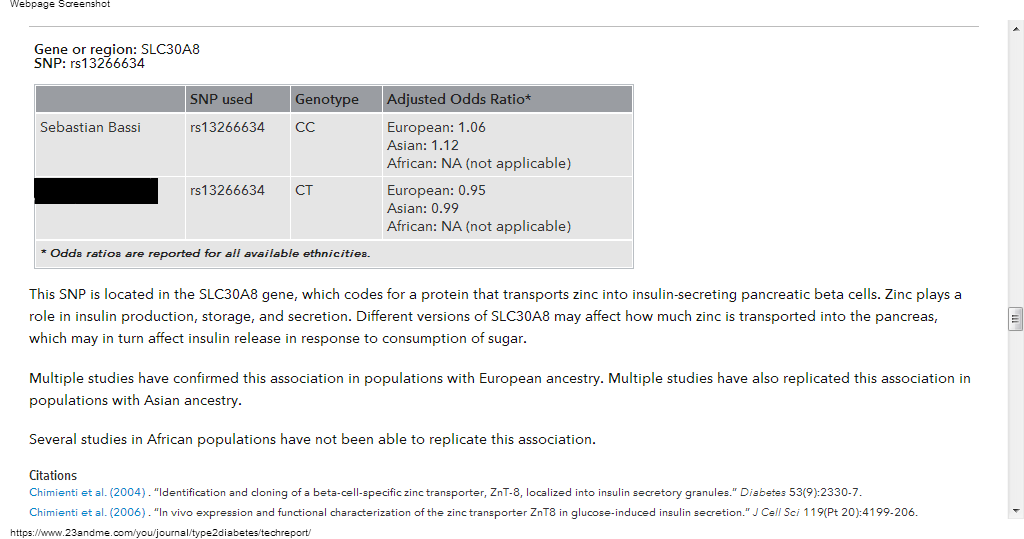 Webpage Screenshot
Gene or region: SLC30A8
SNP: rs13266634
SNP used Genotype Adjusted Odds Ratio*
Sebastian Bassi rs13266634 CC European: 1.06
Asian: 1.12
African: NA (not applicable)
rs13266634 CT European: 0.95
Asian: 0.99
African: NA (not applicable)
* Odds ratios are reported for all available ethnicities.
This SNP is located in the SLC30A8 gene, which codes for a protein that transports zinc into insulin-secreting pancreatic beta cells. Zinc plays a
role in insulin production, storage, and secretion. Different versions of SLC30A8 may affect how much zinc is transported into the pancreas,
which may in turn affect insulin release in response to consumption of sugar.
Multiple studies have confirmed this association in populations with European ancestry. Multiple studies have also replicated this association in
populations with Asian ancestry.
Several studies in African populations have not been able to replicate this association.
Citations
Chimienti et al. (2004) . "Identification and cloning of a beta-cell-specific zinc transporter, ZnT-8, localized into insulin secretory granules." Diabetes 53(9):2330-7.
Chimienti et al. (2006) . "In vivo expression and functional characterization of the zinc transporter ZnT8 in glucose-induced insulin secretion." J Cell Sci 119(Pt 20):4199-206.
https://www.23andme.com/you/journal/type2diabetes/techreport/